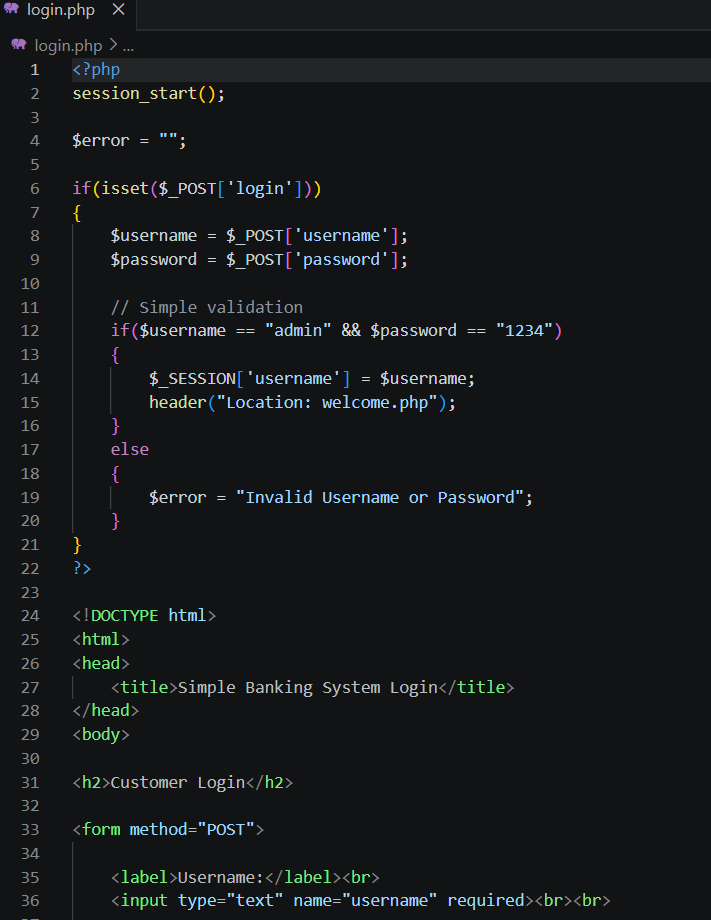 login.php ×
login.php > ...
1 <?php
2 session_start();
3
4 $error = "";
5
6 if(isset($_POST['login']))
7 {
8     $username = $_POST['username'];
9     $password = $_POST['password'];
10
11     // Simple validation
12     if($username == "admin" && $password == "1234")
13     {
14         $_SESSION['username'] = $username;
15         header("Location: welcome.php");
16     }
17     else
18     {
19         $error = "Invalid Username or Password";
20     }
21 }
22 ?>
23
24 <!DOCTYPE html>
25 <html>
26 <head>
27     <title>Simple Banking System Login</title>
28 </head>
29 <body>
30
31 <h2>Customer Login</h2>
32
33 <form method="POST">
34
35     <label>Username:</label><br>
36     <input type="text" name="username" required><br><br>